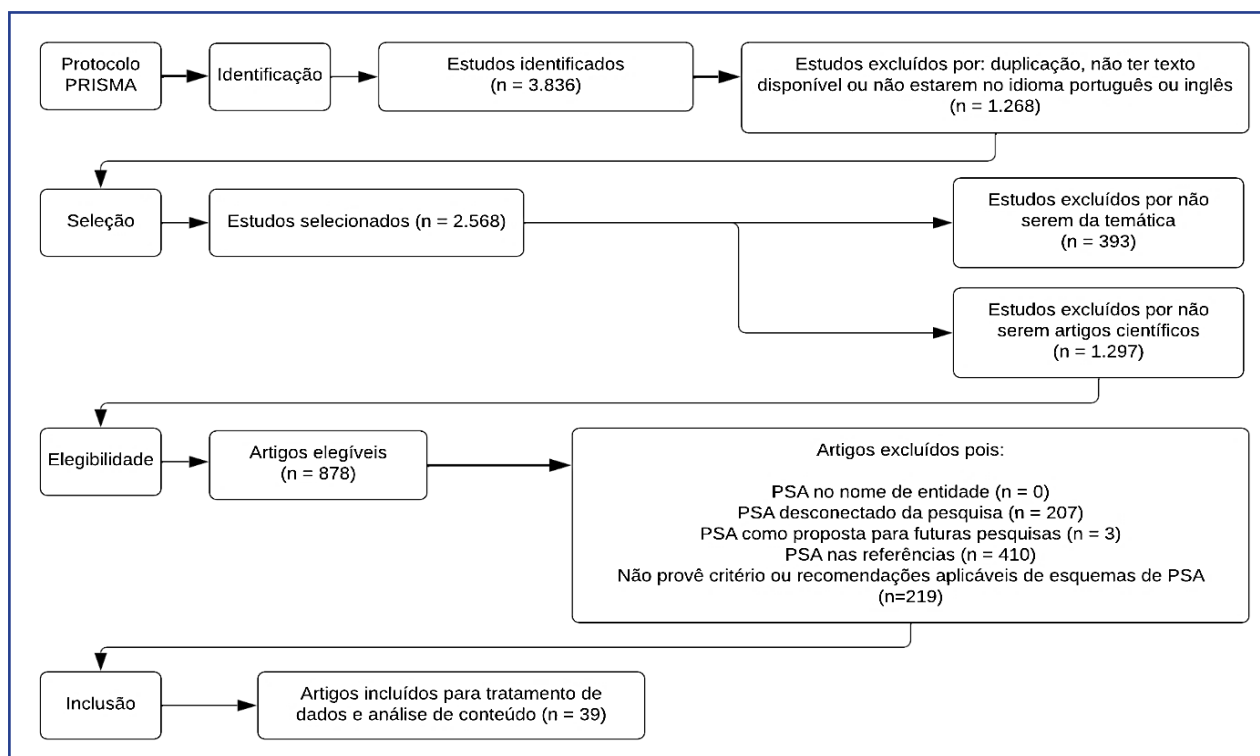 Protocolo
PRISMA
Identificação
Estudos identificados
(n = 3.836)
Estudos excluídos por: duplicação, não ter texto
disponível ou não estarem no idioma português ou inglês
(n = 1.268)
Seleção
Estudos selecionados (n = 2.568)
Estudos excluídos por não
serem da temática
(n = 393)
Estudos excluídos por não
serem artigos científicos
(n = 1.297)
Elegibilidade
Artigos elegíveis
(n = 878)
Artigos excluídos pois:
PSA no nome de entidade (n = 0)
PSA desconectado da pesquisa (n = 207)
PSA como proposta para futuras pesquisas (n = 3)
PSA nas referências (n = 410)
Não provê critério ou recomendações aplicáveis de esquemas de PSA
(n=219)
Inclusão
Artigos incluídos para tratamento de
dados e análise de conteúdo (n = 39)